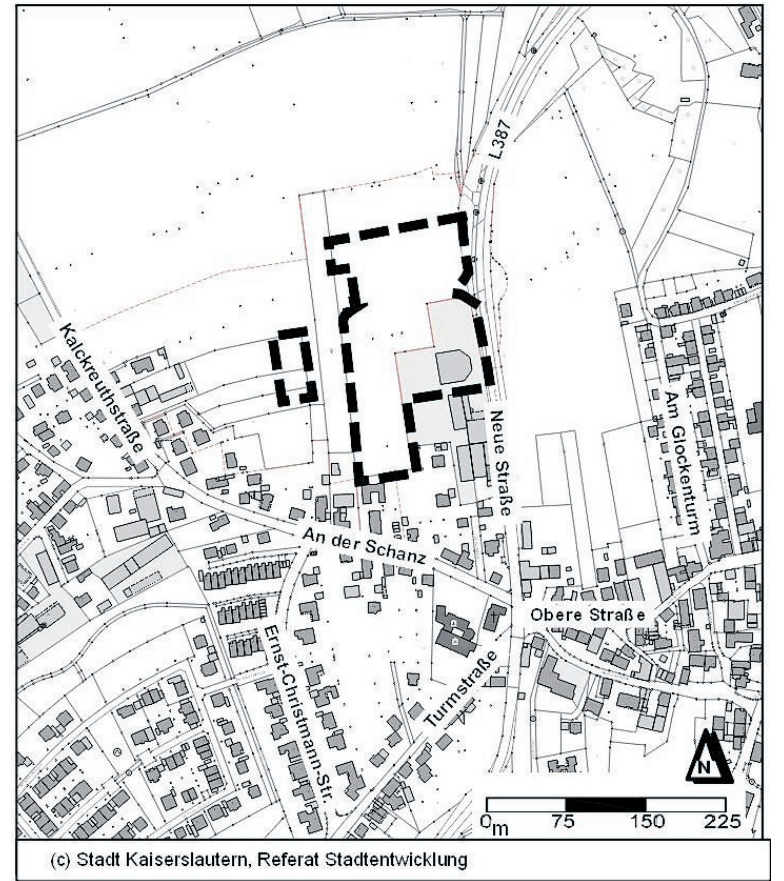 L387
Kalckreuthstraße
Neue Straße
Am Glockenturm
An der Schanz
Obere Straße
Ernst-Christmann-Str.
Turmstraße
N
0m 75 150 225
(c) Stadt Kaiserslautern, Referat Stadtentwicklung